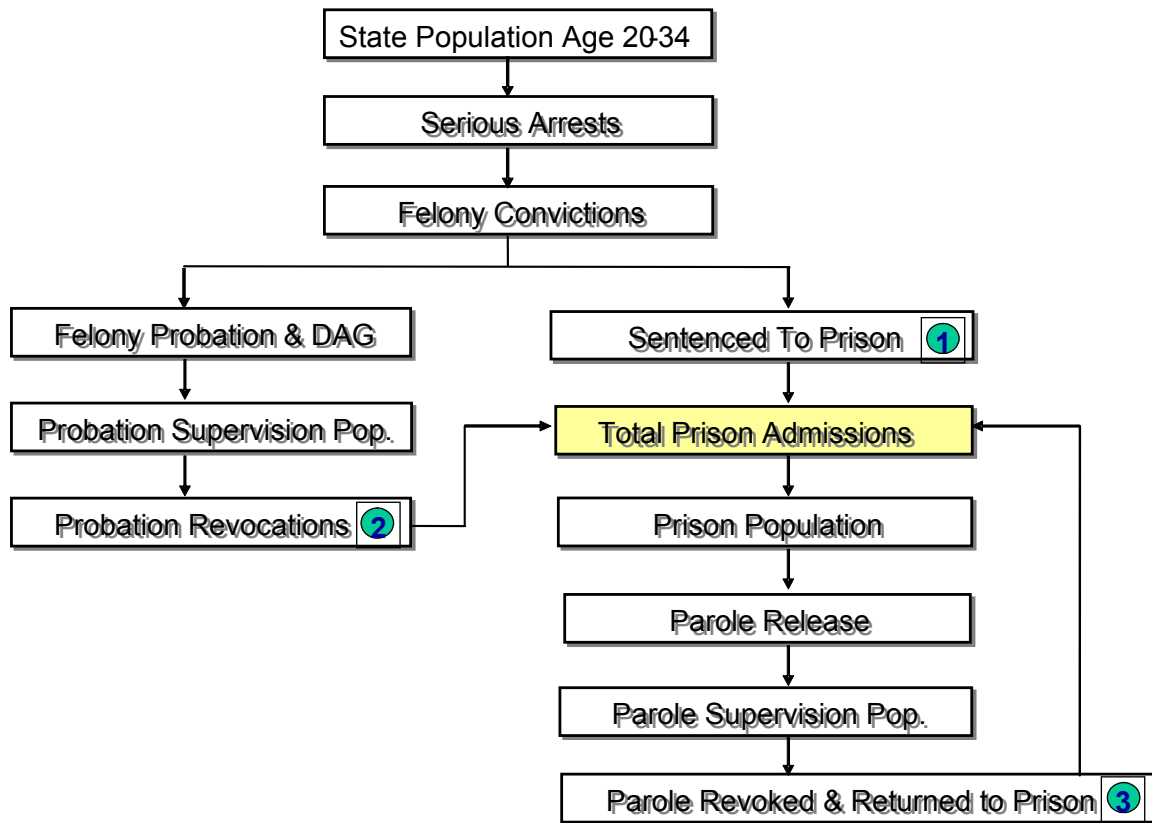 State Population Age 20-34
Serious Arrests
Felony Convictions
Felony Probation & DAG
Sentenced To Prison 1
Probation Supervision Pop.
Total Prison Admissions
Probation Revocations 2
Prison Population
Parole Release
Parole Supervision Pop.
Parole Revoked & Returned to Prison 3